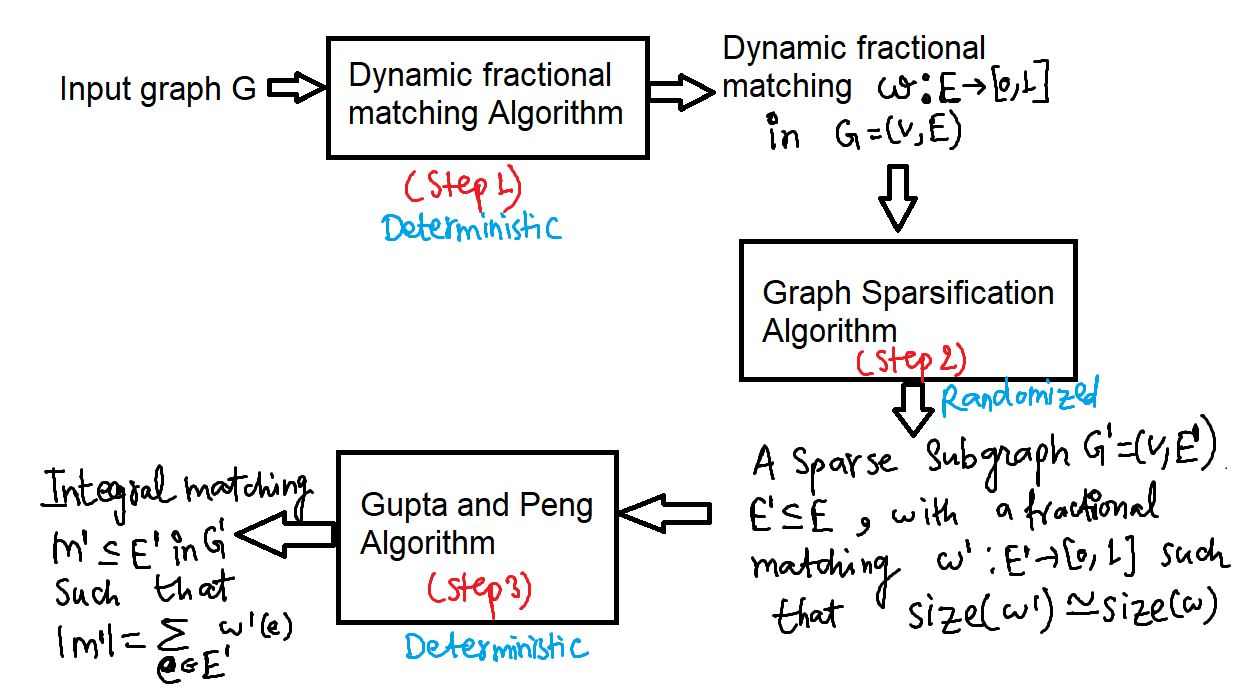 Input graph G
Dynamic fractional
matching Algorithm
(Step 1)
Deterministic
Dynamic fractional
matching ω:E→[0,1]
in G=(V,E)
Graph Sparsification
Algorithm
(Step 2)
Randomized
A Sparse Subgraph G'=(V,E')
E'⊆E, with a fractional
matching ω':E'→[0,1] such
that size(ω')≃size(ω)
Gupta and Peng
Algorithm
(Step 3)
Deterministic
Integral matching
M'⊆E' in G'
Such that
|M'|=∑ ω'(e)
e∈E'